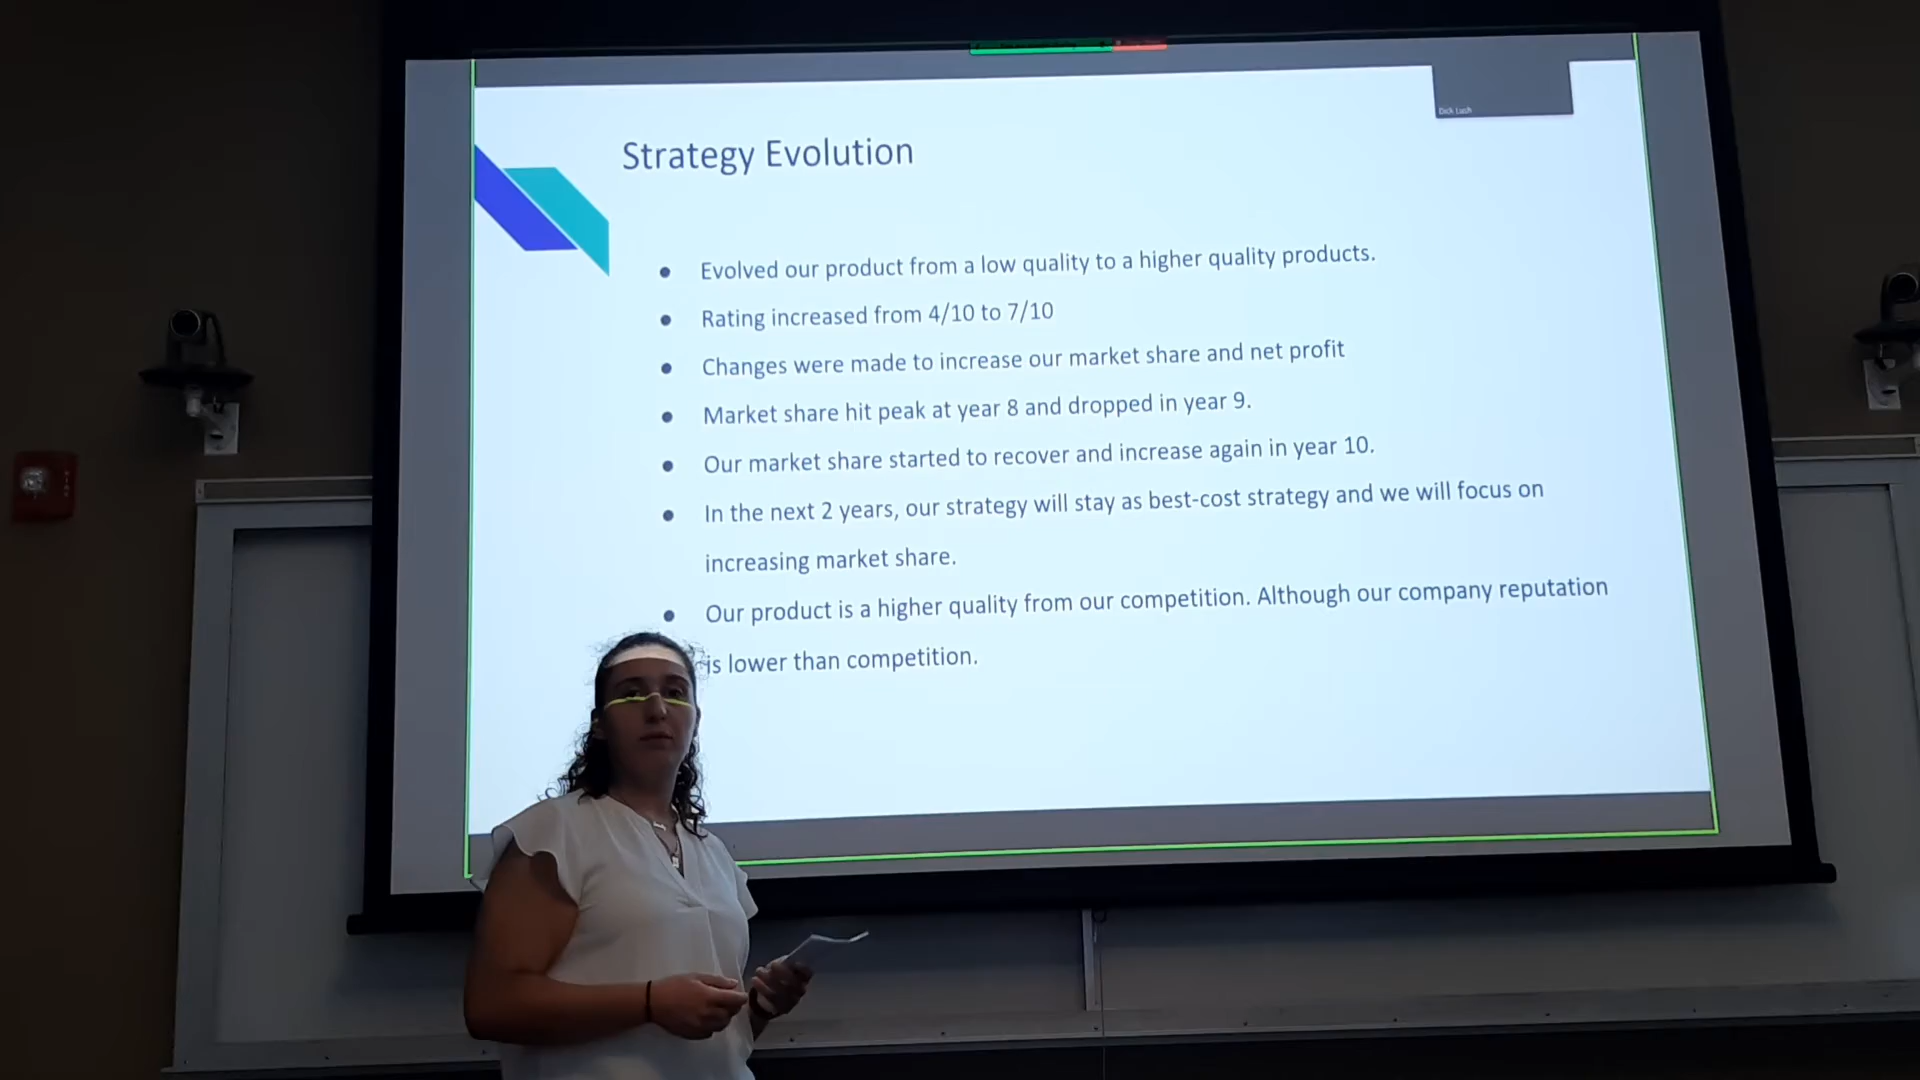 Strategy Evolution
Evolved our product from a low quality to a higher quality products.
Rating increased from 4/10 to 7/10
Changes were made to increase our market share and net profit
Market share hit peak at year 8 and dropped in year 9.
Our market share started to recover and increase again in year 10.
In the next 2 years, our strategy will stay as best-cost strategy and we will focus on
increasing market share.
Our product is a higher quality from our competition. Although our company reputation
is lower than competition.